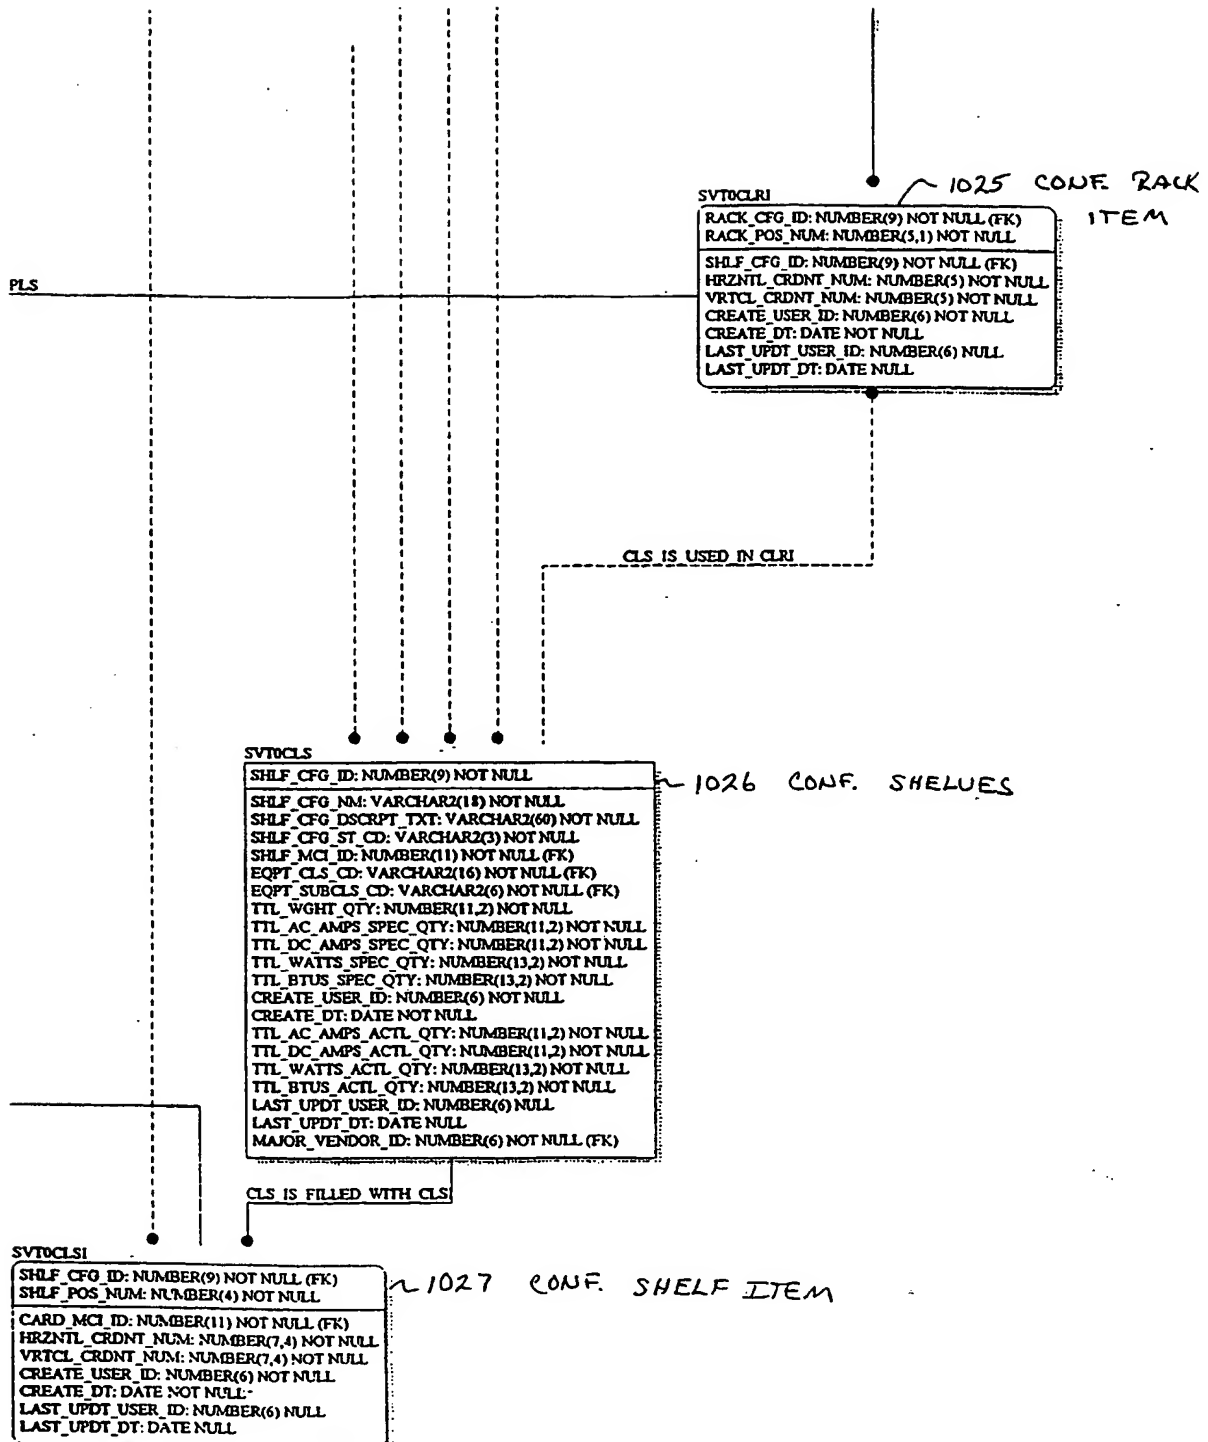 SVT0CLRI
1025 CONF. RACK
ITEM
RACK_CFG_ID: NUMBER(9) NOT NULL (FK)
RACK_POS_NUM: NUMBER(5,1) NOT NULL
SHLF_CFG_ID: NUMBER(9) NOT NULL (FK)
HRZNTL_CRDNT_NUM: NUMBER(5) NOT NULL
VRTCL_CRDNT_NUM: NUMBER(5) NOT NULL
CREATE_USER_ID: NUMBER(6) NOT NULL
CREATE_DT: DATE NOT NULL
LAST_UPDT_USER_ID: NUMBER(6) NULL
LAST_UPDT_DT: DATE NULL
PLS
CLS IS USED IN CLRI
SVT0CLS
SHLF_CFG_ID: NUMBER(9) NOT NULL
1026 CONF. SHELVES
SHLF_CFG_NM: VARCHAR2(18) NOT NULL
SHLF_CFG_DSCRPT_TXT: VARCHAR2(60) NOT NULL
SHLF_CFG_ST_CD: VARCHAR2(3) NOT NULL
SHLF_MCI_ID: NUMBER(11) NOT NULL (FK)
EQPT_CLS_CD: VARCHAR2(16) NOT NULL (FK)
EQPT_SUBCLS_CD: VARCHAR2(6) NOT NULL (FK)
TTL_WGHT_QTY: NUMBER(11,2) NOT NULL
TTL_AC_AMPS_SPEC_QTY: NUMBER(11,2) NOT NULL
TTL_DC_AMPS_SPEC_QTY: NUMBER(11,2) NOT NULL
TTL_WATTS_SPEC_QTY: NUMBER(13,2) NOT NULL
TTL_BTUS_SPEC_QTY: NUMBER(13,2) NOT NULL
CREATE_USER_ID: NUMBER(6) NOT NULL
CREATE_DT: DATE NOT NULL
TTL_AC_AMPS_ACTL_QTY: NUMBER(11,2) NOT NULL
TTL_DC_AMPS_ACTL_QTY: NUMBER(11,2) NOT NULL
TTL_WATTS_ACTL_QTY: NUMBER(13,2) NOT NULL
TTL_BTUS_ACTL_QTY: NUMBER(13,2) NOT NULL
LAST_UPDT_USER_ID: NUMBER(6) NULL
LAST_UPDT_DT: DATE NULL
MAJOR_VENDOR_ID: NUMBER(6) NOT NULL (FK)
CLS IS FILLED WITH CLS
SVT0CLSI
SHLF_CFG_ID: NUMBER(9) NOT NULL (FK)
SHLF_POS_NUM: NUMBER(4) NOT NULL
1027 CONF. SHELF ITEM
CARD_MCI_ID: NUMBER(11) NOT NULL (FK)
HRZNTL_CRDNT_NUM: NUMBER(7,4) NOT NULL
VRTCL_CRDNT_NUM: NUMBER(7,4) NOT NULL
CREATE_USER_ID: NUMBER(6) NOT NULL
CREATE_DT: DATE NOT NULL
LAST_UPDT_USER_ID: NUMBER(6) NULL
LAST_UPDT_DT: DATE NULL